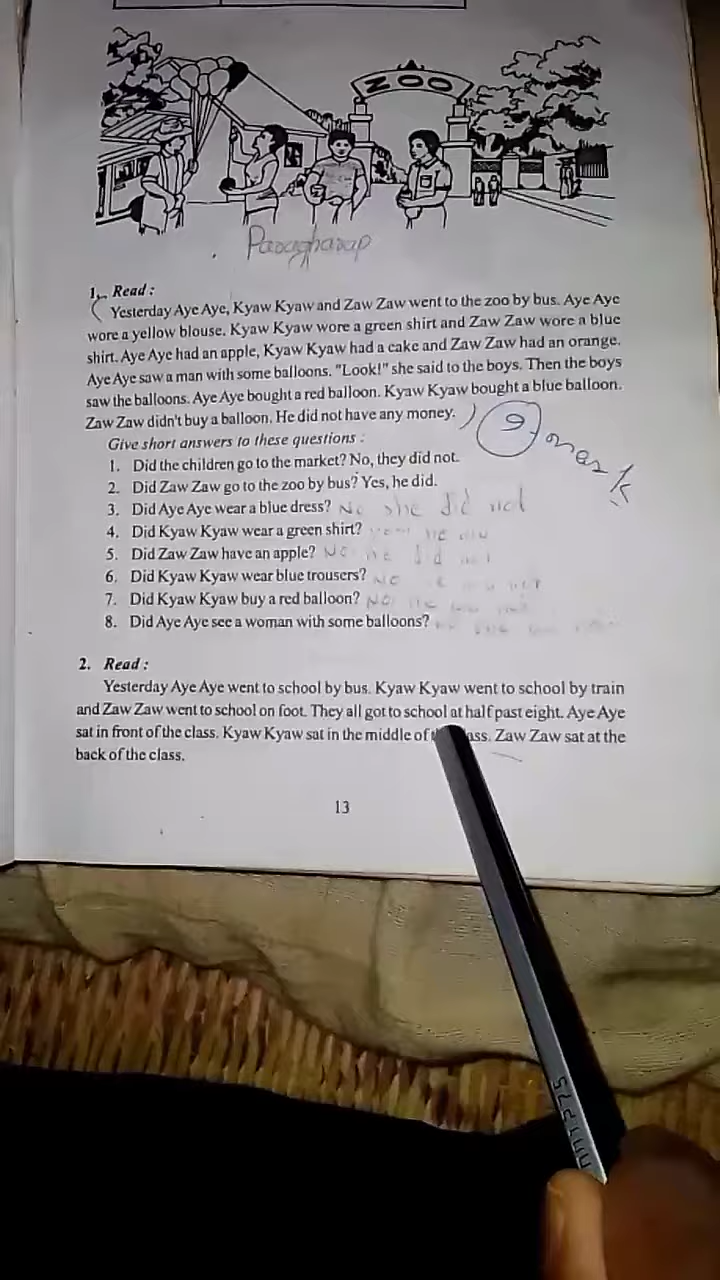 ZOO
Paragharap
1. Read :
Yesterday Aye Aye, Kyaw Kyaw and Zaw Zaw went to the zoo by bus. Aye Aye
wore a yellow blouse. Kyaw Kyaw wore a green shirt and Zaw Zaw wore a blue
shirt. Aye Aye had an apple, Kyaw Kyaw had a cake and Zaw Zaw had an orange.
Aye Aye saw a man with some balloons. "Look!" she said to the boys. Then the boys
saw the balloons. Aye Aye bought a red balloon. Kyaw Kyaw bought a blue balloon.
Zaw Zaw didn't buy a balloon. He did not have any money.
Give short answers to these questions :
1. Did the children go to the market? No, they did not.
2. Did Zaw Zaw go to the zoo by bus? Yes, he did.
3. Did Aye Aye wear a blue dress? No she did not
4. Did Kyaw Kyaw wear a green shirt?
5. Did Zaw Zaw have an apple? No he did not
6. Did Kyaw Kyaw wear blue trousers? No
7. Did Kyaw Kyaw buy a red balloon? No
8. Did Aye Aye see a woman with some balloons?
2. Read :
Yesterday Aye Aye went to school by bus. Kyaw Kyaw went to school by train
and Zaw Zaw went to school on foot. They all got to school at half past eight. Aye Aye
sat in front of the class. Kyaw Kyaw sat in the middle of Zaw Zaw sat at the
back of the class.
13